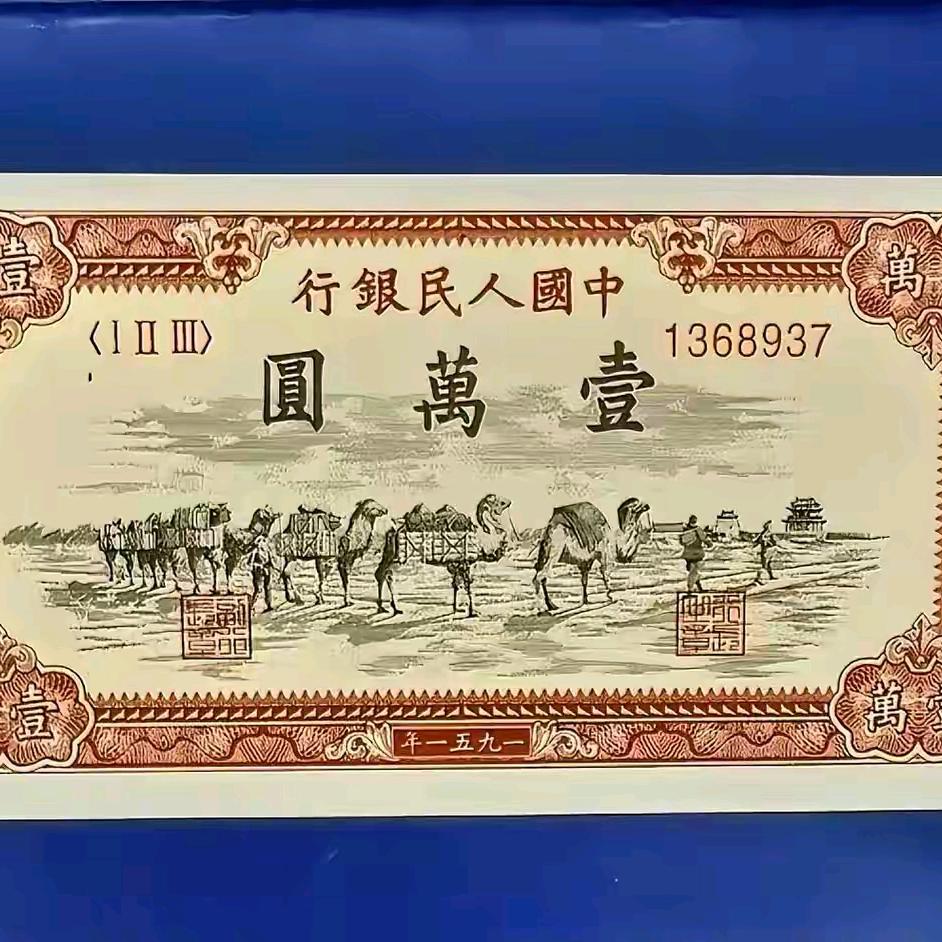 壹
萬
中國人民銀行
〈Ⅰ Ⅱ Ⅲ〉
1368937
壹萬圓
壹
萬
一九五一年